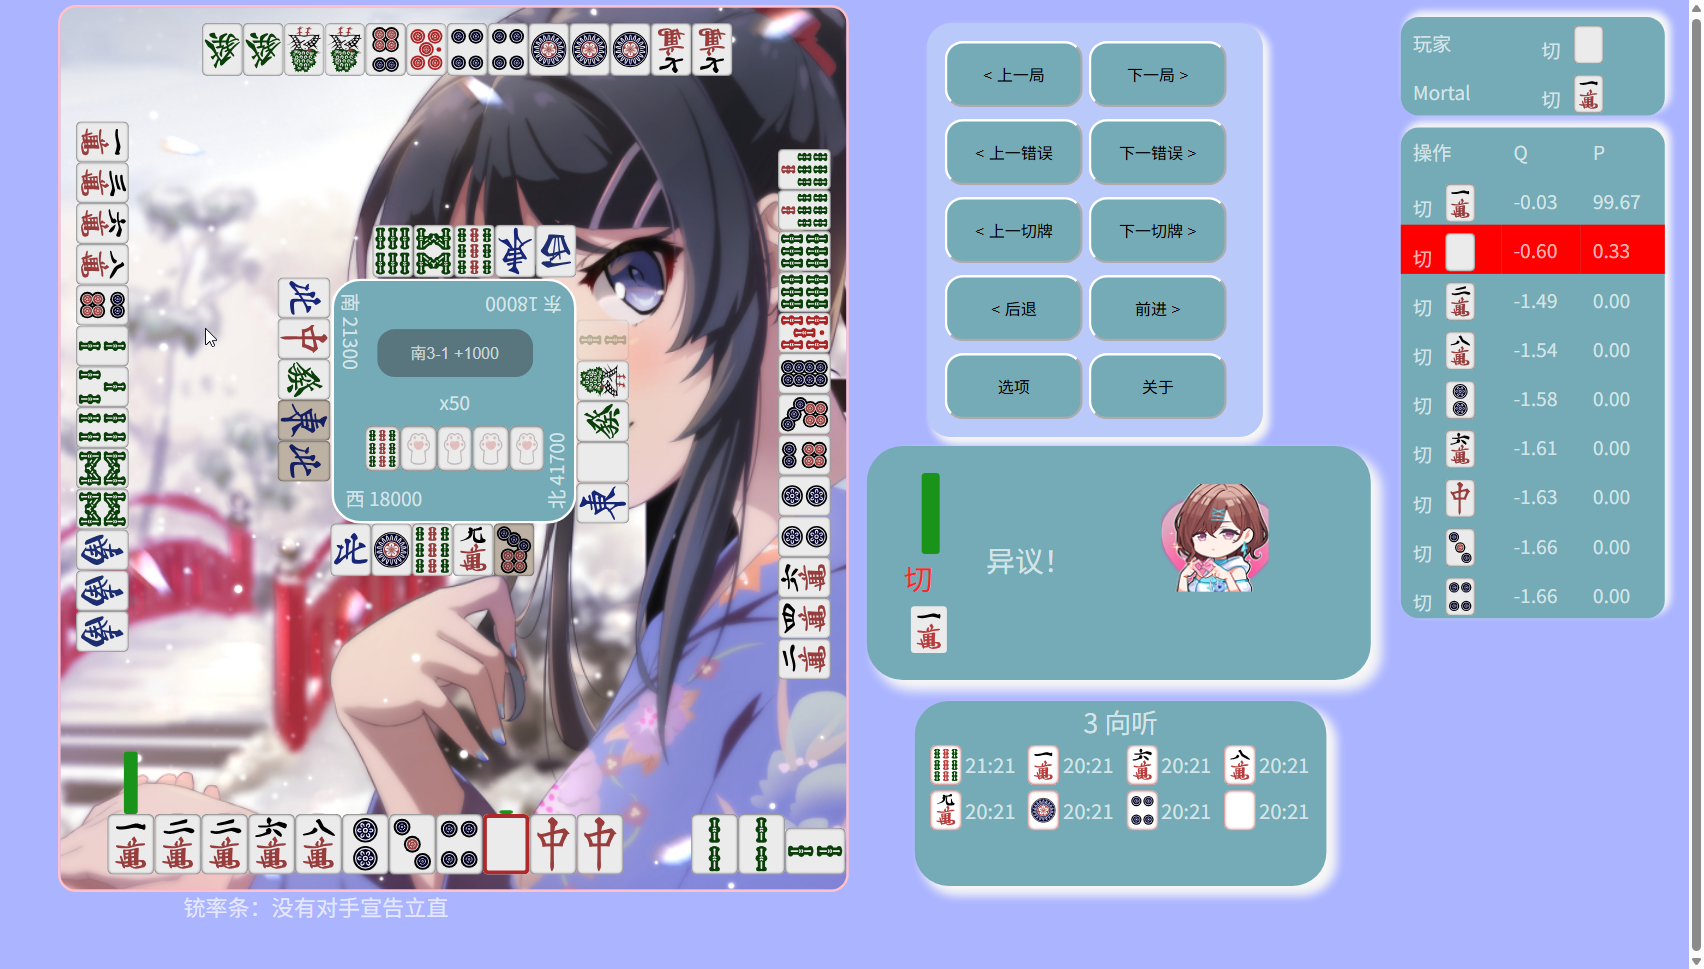 南 21300
东 18000
南3-1 +1000
x50
西 18000
北 41700
铳率条：没有对手宣告立直
< 上一局
下一局 >
< 上一错误
下一错误 >
< 上一切牌
下一切牌 >
< 后退
前进 >
选项
关于
切
异议！
3 向听
21:21 20:21 20:21 20:21
20:21 20:21 20:21 20:21
玩家 切
Mortal 切
操作 Q P
切 -0.03 99.67
切 -0.60 0.33
切 -1.49 0.00
切 -1.54 0.00
切 -1.58 0.00
切 -1.61 0.00
切 -1.63 0.00
切 -1.66 0.00
切 -1.66 0.00